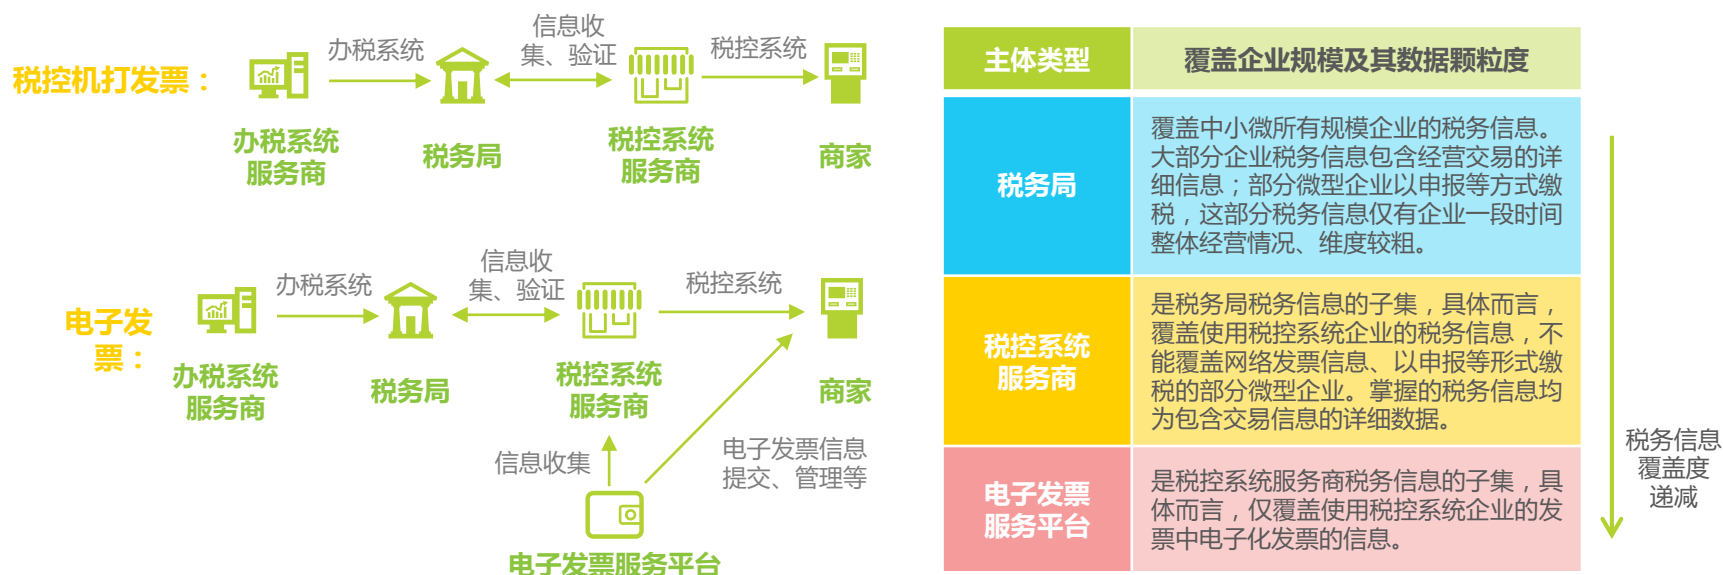 税控机打发票：
办税系统
信息收
集、验证
税控系统
办税系统
服务商
税务局
税控系统
服务商
商家
电子发
票：
办税系统
信息收
集、验证
税控系统
办税系统
服务商
税务局
税控系统
服务商
商家
信息收集
电子发票信息
提交、管理等
电子发票服务平台
主体类型
覆盖企业规模及其数据颗粒度
税务局
覆盖中小微所有规模企业的税务信息。
大部分企业税务信息包含经营交易的详
细信息；部分微型企业以申报等方式缴
税，这部分税务信息仅有企业一段时间
整体经营情况、维度较粗。
税控系统
服务商
是税务局税务信息的子集，具体而言，
覆盖使用税控系统企业的税务信息，不
能覆盖网络发票信息、以申报等形式缴
税的部分微型企业。掌握的税务信息均
为包含交易信息的详细数据。
电子发票
服务平台
是税控系统服务商税务信息的子集，具
体而言，仅覆盖使用税控系统企业的发
票中电子化发票的信息。
税务信息
覆盖度
递减